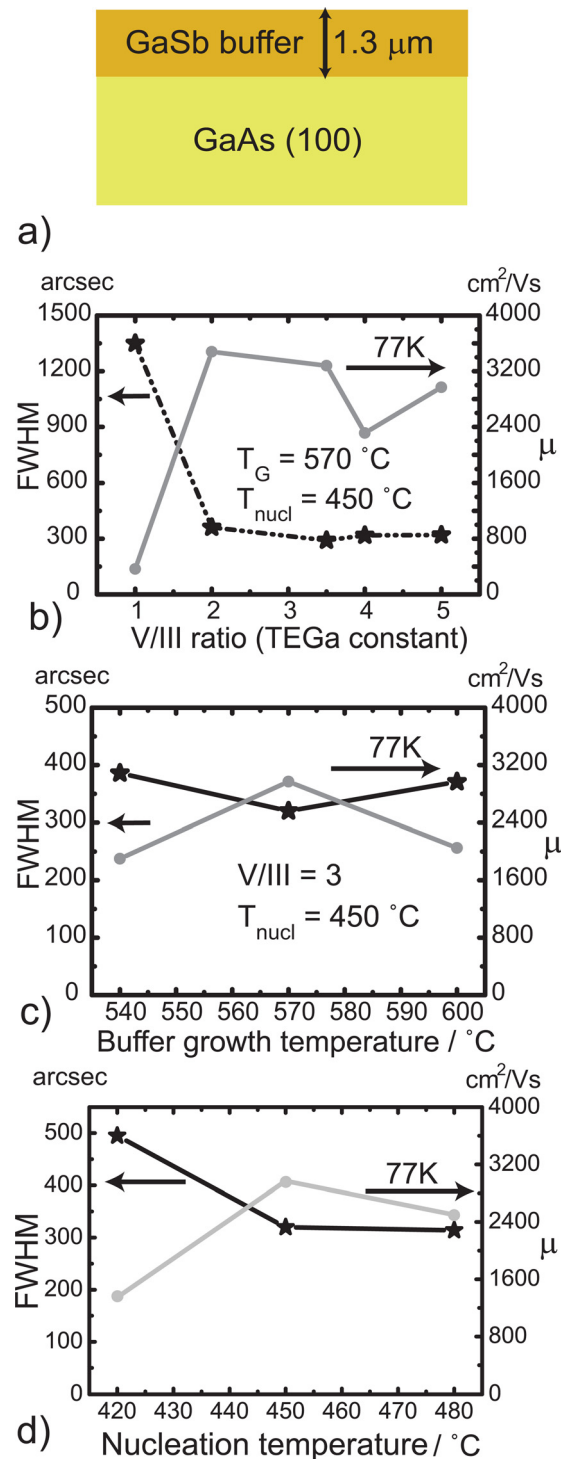 GaSb buffer 1.3 μm
GaAs (100)
a)
arcsec cm²/Vs
1500 4000
1200 3200
900 2400
600 1600
300 800
0 0
FWHM
μ
77K
T_G = 570 ˚C
T_nucl = 450 ˚C
1 2 3 4 5
b) V/III ratio (TEGa constant)
arcsec cm²/Vs
500 4000
400 3200
300 2400
200 1600
100 800
0 0
FWHM
μ
77K
V/III = 3
T_nucl = 450 ˚C
540 550 560 570 580 590 600
c) Buffer growth temperature / ˚C
arcsec cm²/Vs
4000
500
3200
400
300 2400
200 1600
100 800
0 0
FWHM
μ
77K
420 430 440 450 460 470 480
d) Nucleation temperature / ˚C